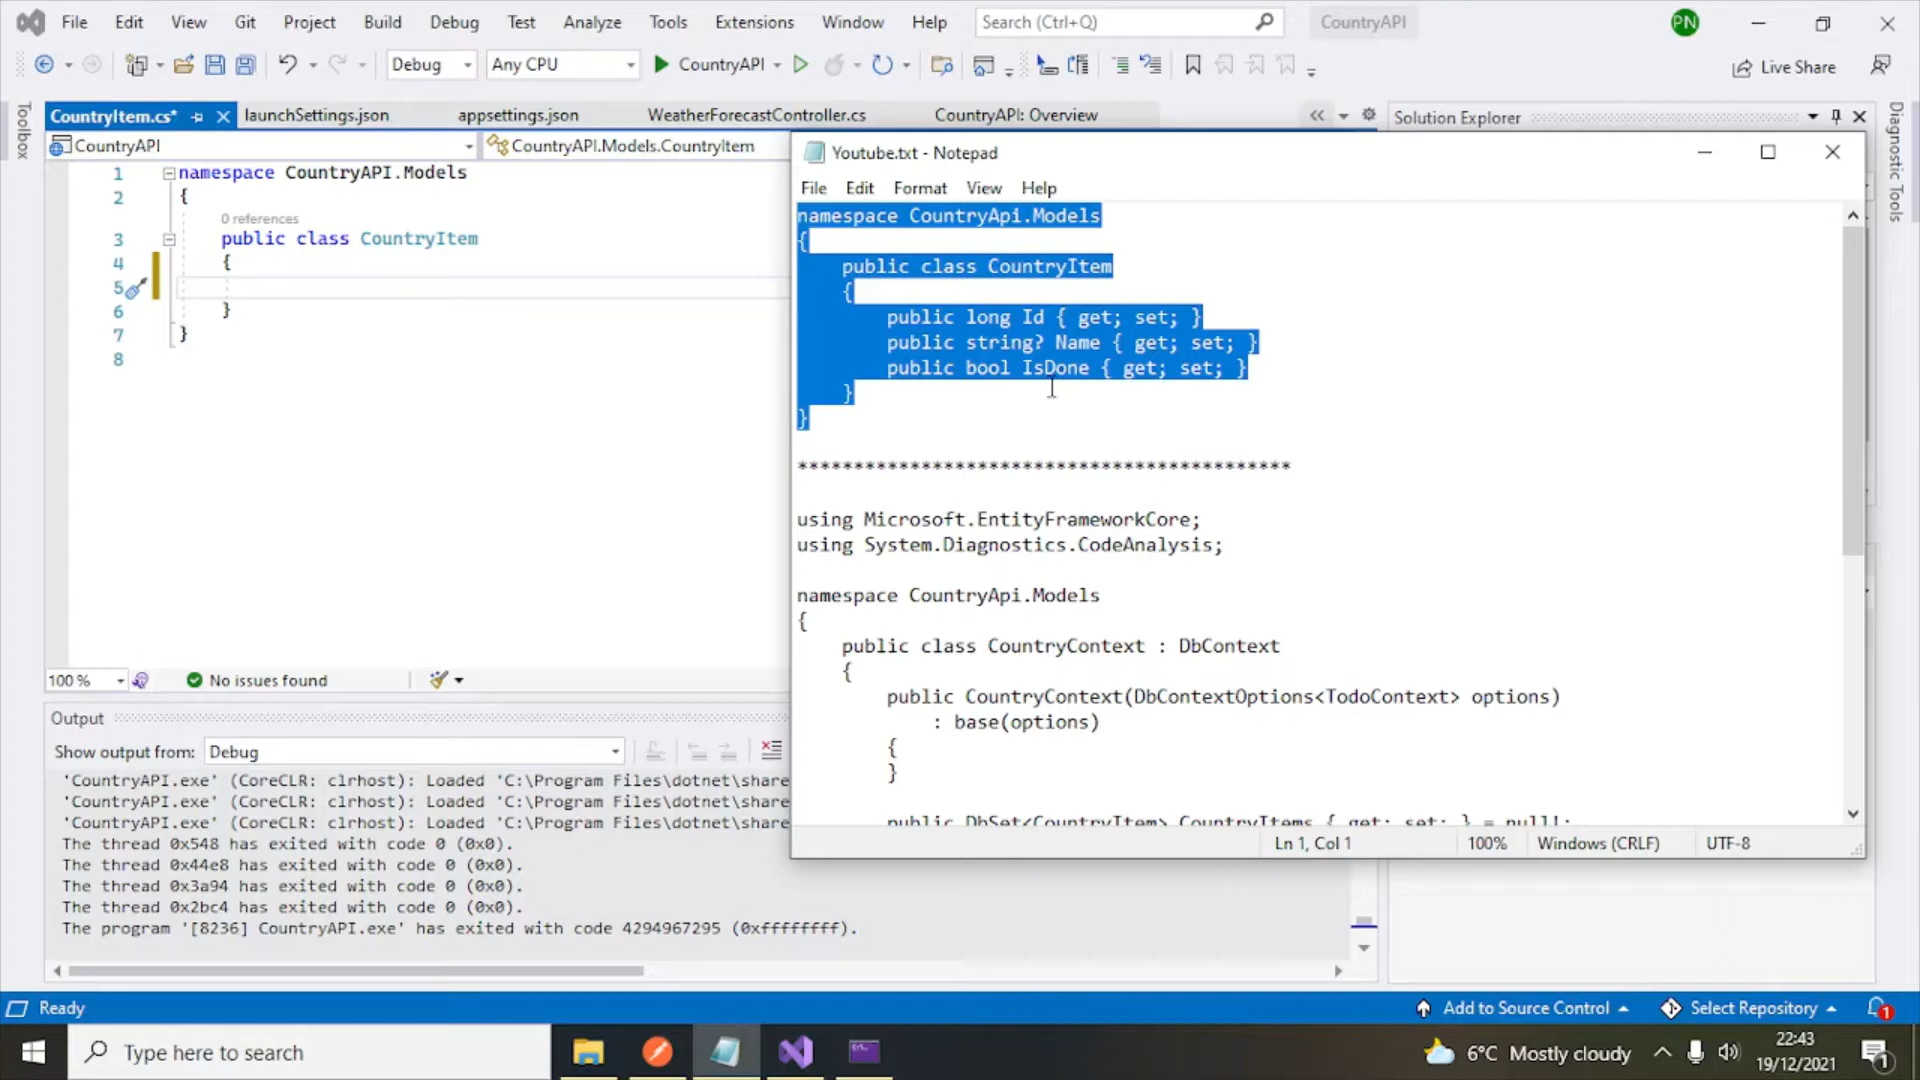 File Edit View Git Project Build Debug Test Analyze Tools Extensions Window Help Search (Ctrl+Q) CountryAPI PN
Debug Any CPU CountryAPI Live Share
Toolbox
CountryItem.cs* launchSettings.json appsettings.json WeatherForecastController.cs CountryAPI: Overview
Solution Explorer
Diagnostic Tools
CountryAPI CountryAPI.Models.CountryItem
1 namespace CountryAPI.Models
2 {
0 references
3 public class CountryItem
4 {
5
6 }
7 }
8
100 % No issues found
Output
Show output from: Debug
'CountryAPI.exe' (CoreCLR: clrhost): Loaded 'C:\Program Files\dotnet\share
'CountryAPI.exe' (CoreCLR: clrhost): Loaded 'C:\Program Files\dotnet\share
'CountryAPI.exe' (CoreCLR: clrhost): Loaded 'C:\Program Files\dotnet\share
The thread 0x548 has exited with code 0 (0x0).
The thread 0x44e8 has exited with code 0 (0x0).
The thread 0x3a94 has exited with code 0 (0x0).
The thread 0x2bc4 has exited with code 0 (0x0).
The program '[8236] CountryAPI.exe' has exited with code 4294967295 (0xffffffff).
Youtube.txt - Notepad
File Edit Format View Help
namespace CountryApi.Models
{
public class CountryItem
{
public long Id { get; set; }
public string? Name { get; set; }
public bool IsDone { get; set; }
}
}
********************************************
using Microsoft.EntityFrameworkCore;
using System.Diagnostics.CodeAnalysis;
namespace CountryApi.Models
{
public class CountryContext : DbContext
{
public CountryContext(DbContextOptions<TodoContext> options)
: base(options)
{
}
public DbSet<CountryItem> CountryItems { get; set; } = null!;
Ln 1, Col 1 100% Windows (CRLF) UTF-8
Ready Add to Source Control Select Repository 1
Type here to search 6°C Mostly cloudy 22:43
19/12/2021 1